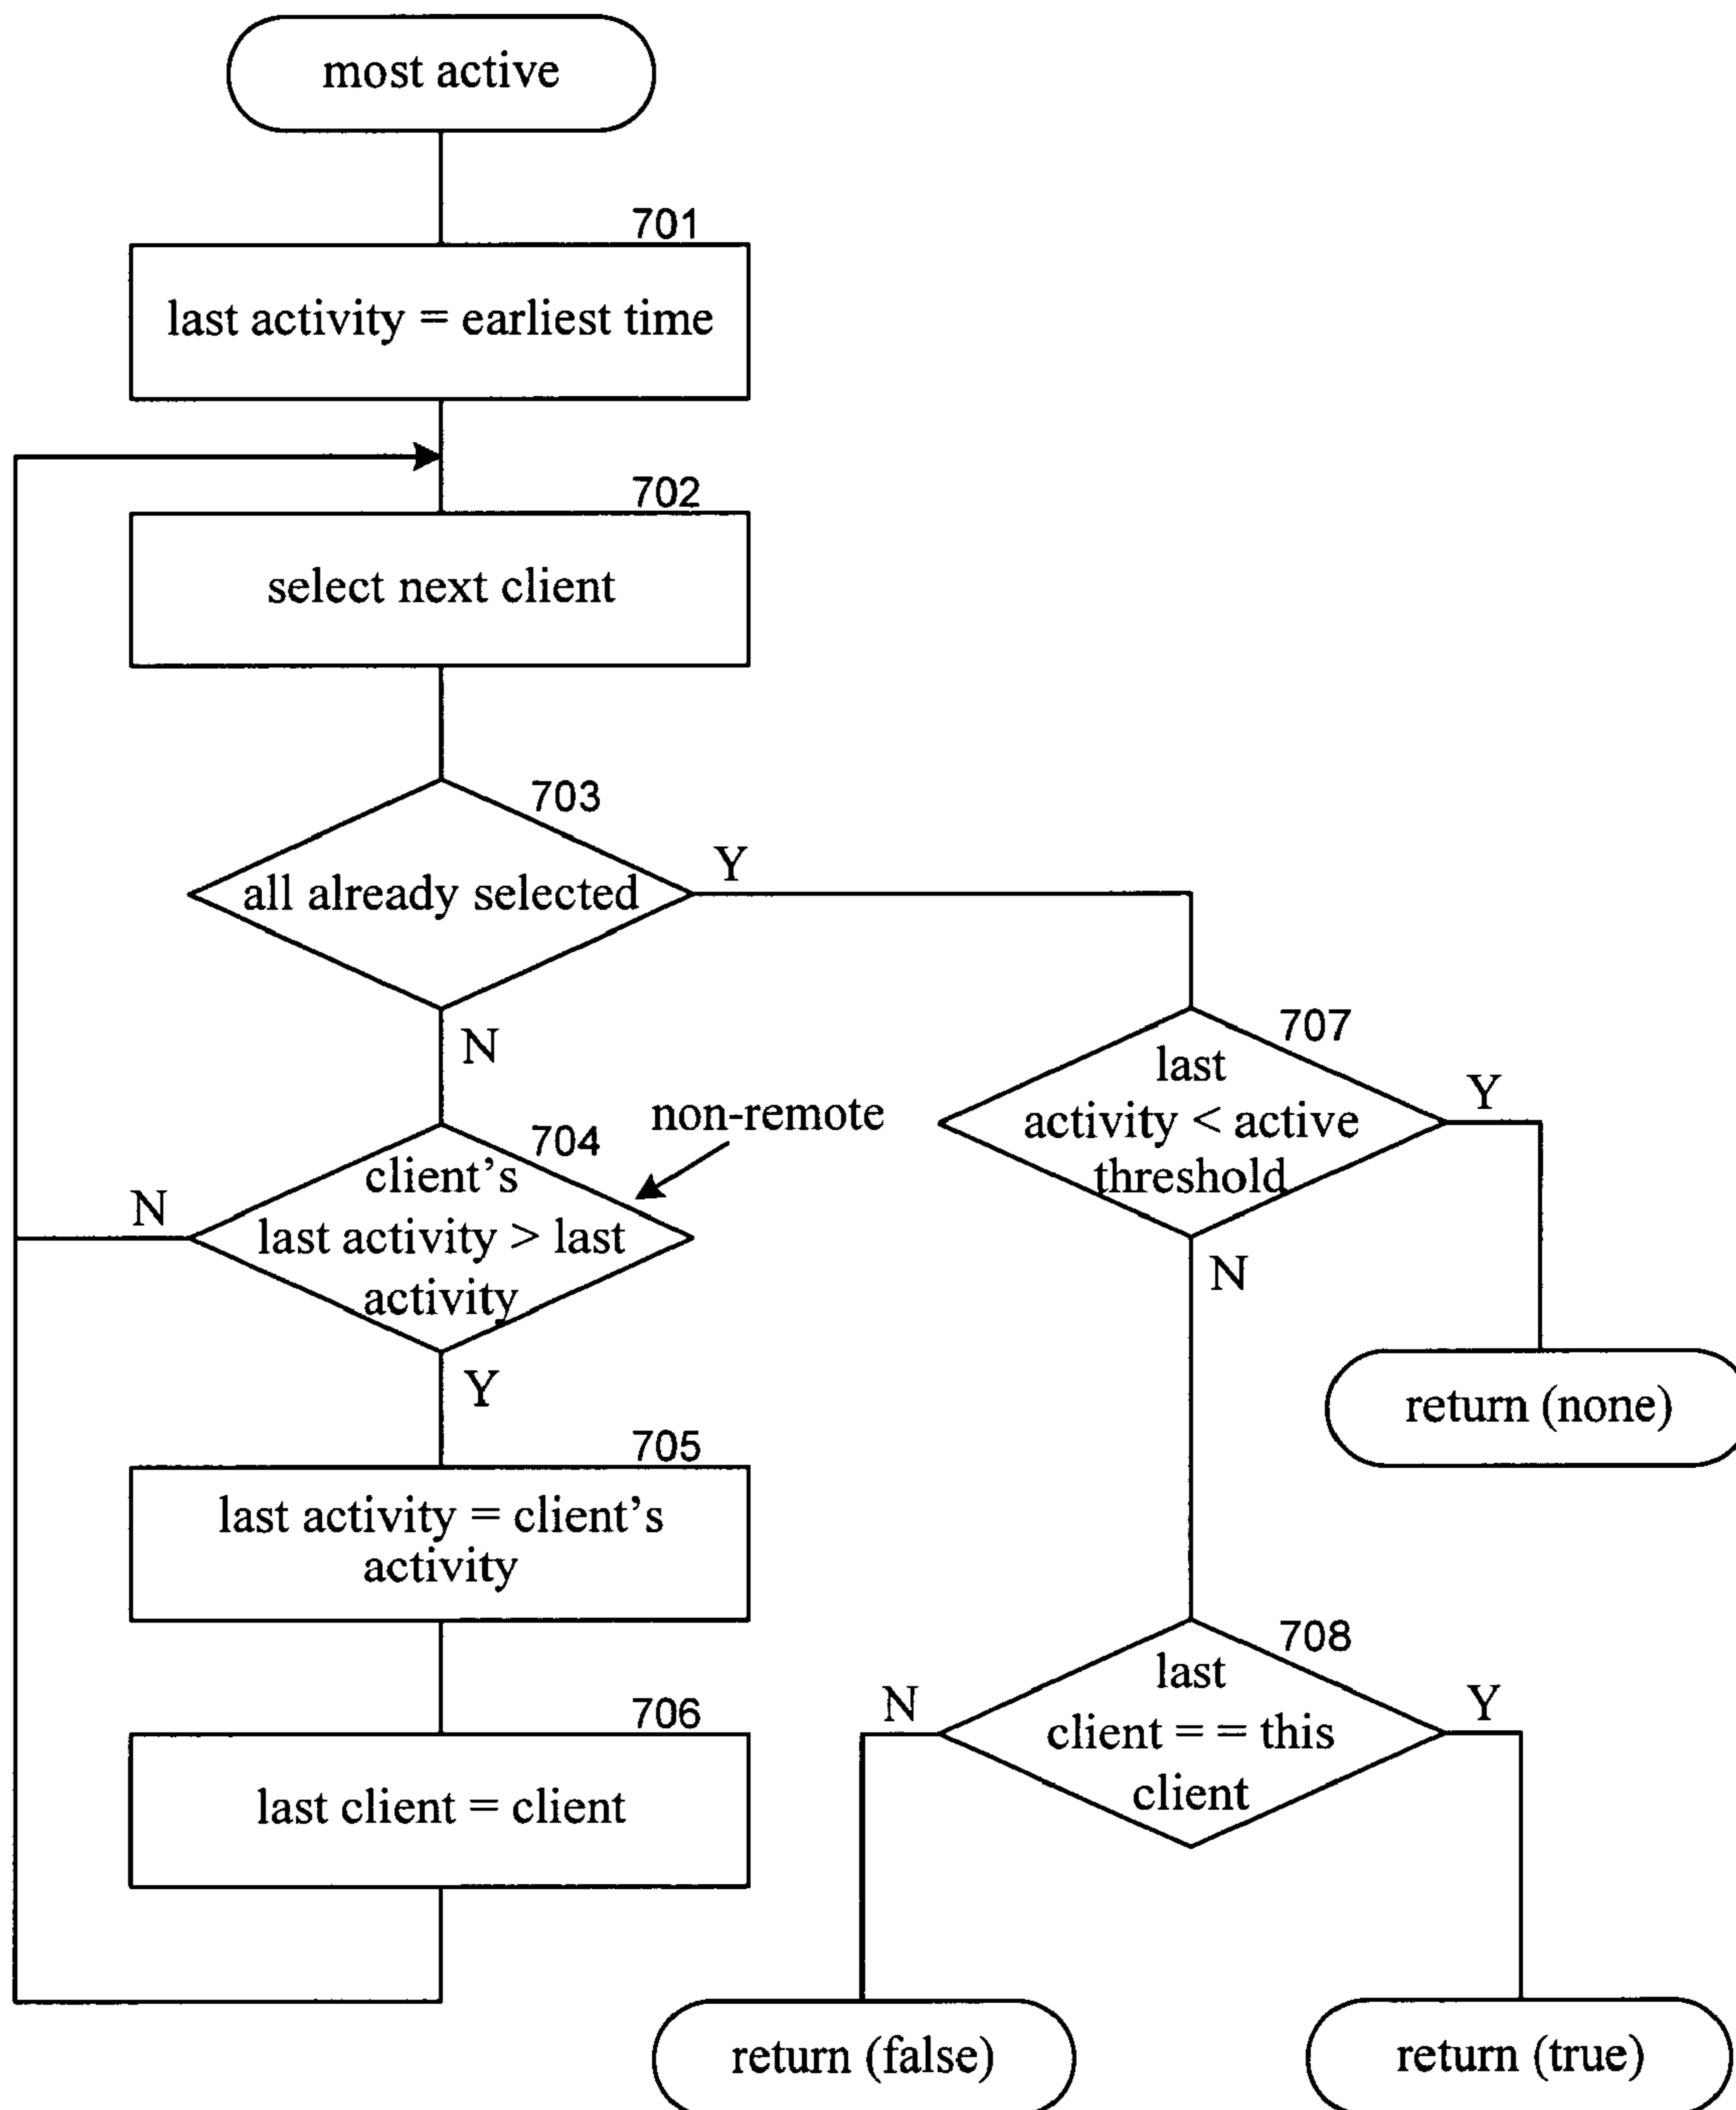 most active
701
last activity = earliest time
702
select next client
703
all already selected
Y
N
704
non-remote
client's
last activity > last
activity
N
Y
705
last activity = client's
activity
706
last client = client
707
last
activity < active
threshold
Y
N
return (none)
708
last
client = = this
client
N
Y
return (false)
return (true)